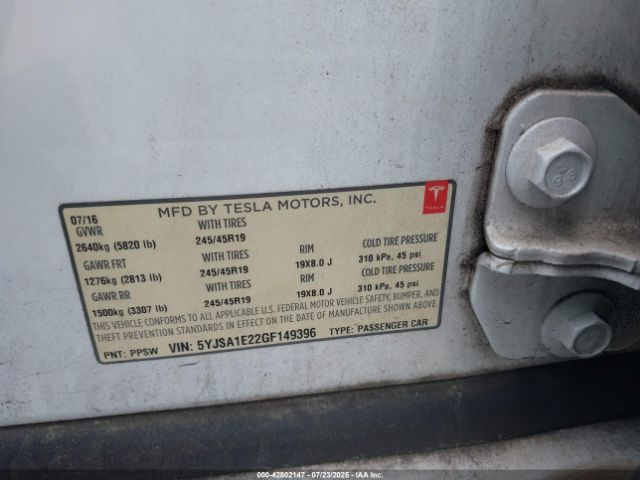 07/16 MFD BY TESLA MOTORS, INC. TESLA
GVWR WITH TIRES
2640kg (5820 lb) 245/45R19 RIM COLD TIRE PRESSURE
GAWR FRT WITH TIRES
1276kg (2813 lb) 245/45R19 19X8.0 J 310 kPa, 45 psi
GAWR RR WITH TIRES RIM COLD TIRE PRESSURE
1500kg (3307 lb) 245/45R19 19X8.0 J 310 kPa, 45 psi
THIS VEHICLE CONFORMS TO ALL APPLICABLE U.S. FEDERAL MOTOR VEHICLE SAFETY, BUMPER, AND
THEFT PREVENTION STANDARDS IN EFFECT ON THE DATE OF MANUFACTURE SHOWN ABOVE.
PNT: PPSW VIN: 5YJSA1E22GF149396 TYPE: PASSENGER CAR
000-42802147 - 07/23/2025 - IAA Inc.